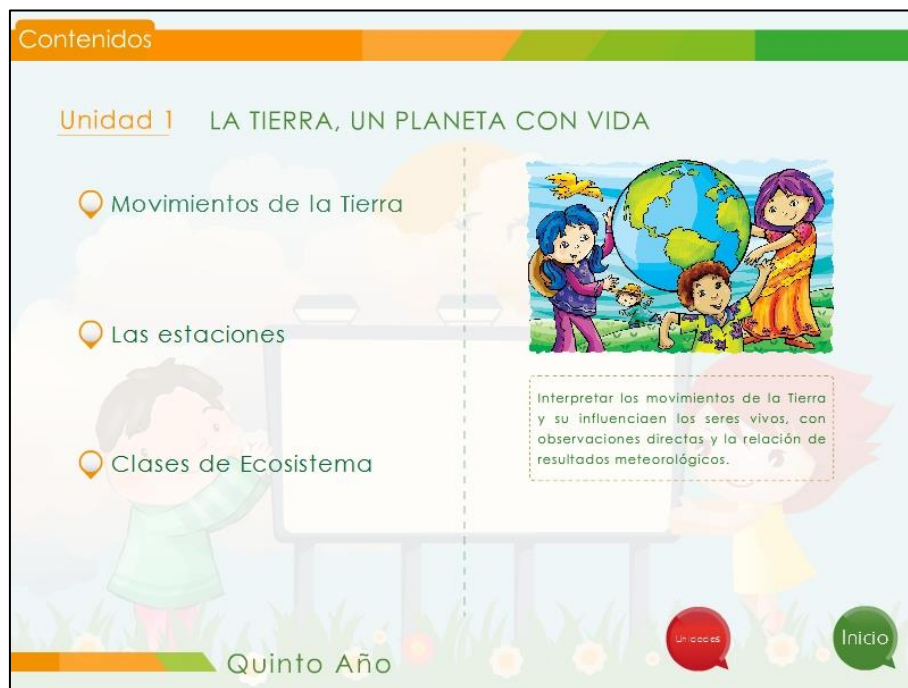 Contenidos
Unidad 1 LA TIERRA, UN PLANETA CON VIDA
Movimientos de la Tierra
Las estaciones
Clases de Ecosistema
Interpretar los movimientos de la Tierra
y su influenciaen los seres vivos, con
observaciones directas y la relación de
resultados meteorológicos.
Unidades
Inicio
Quinto Año